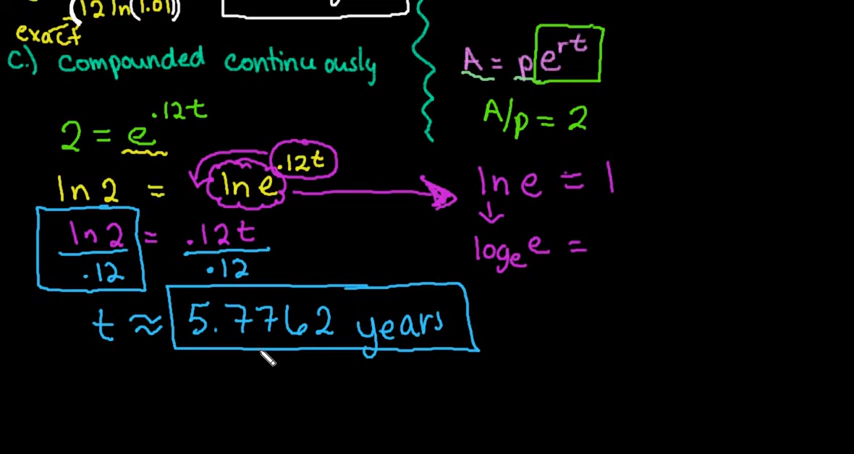 (12 ln(1.01))
exact
c.) compounded continuously
A = pe^rt
A/p = 2
2 = e^.12t
ln 2 = ln e^.12t
ln e = 1
ln 2 = .12t
.12 .12
log_e e =
t ≈ 5.7762 years